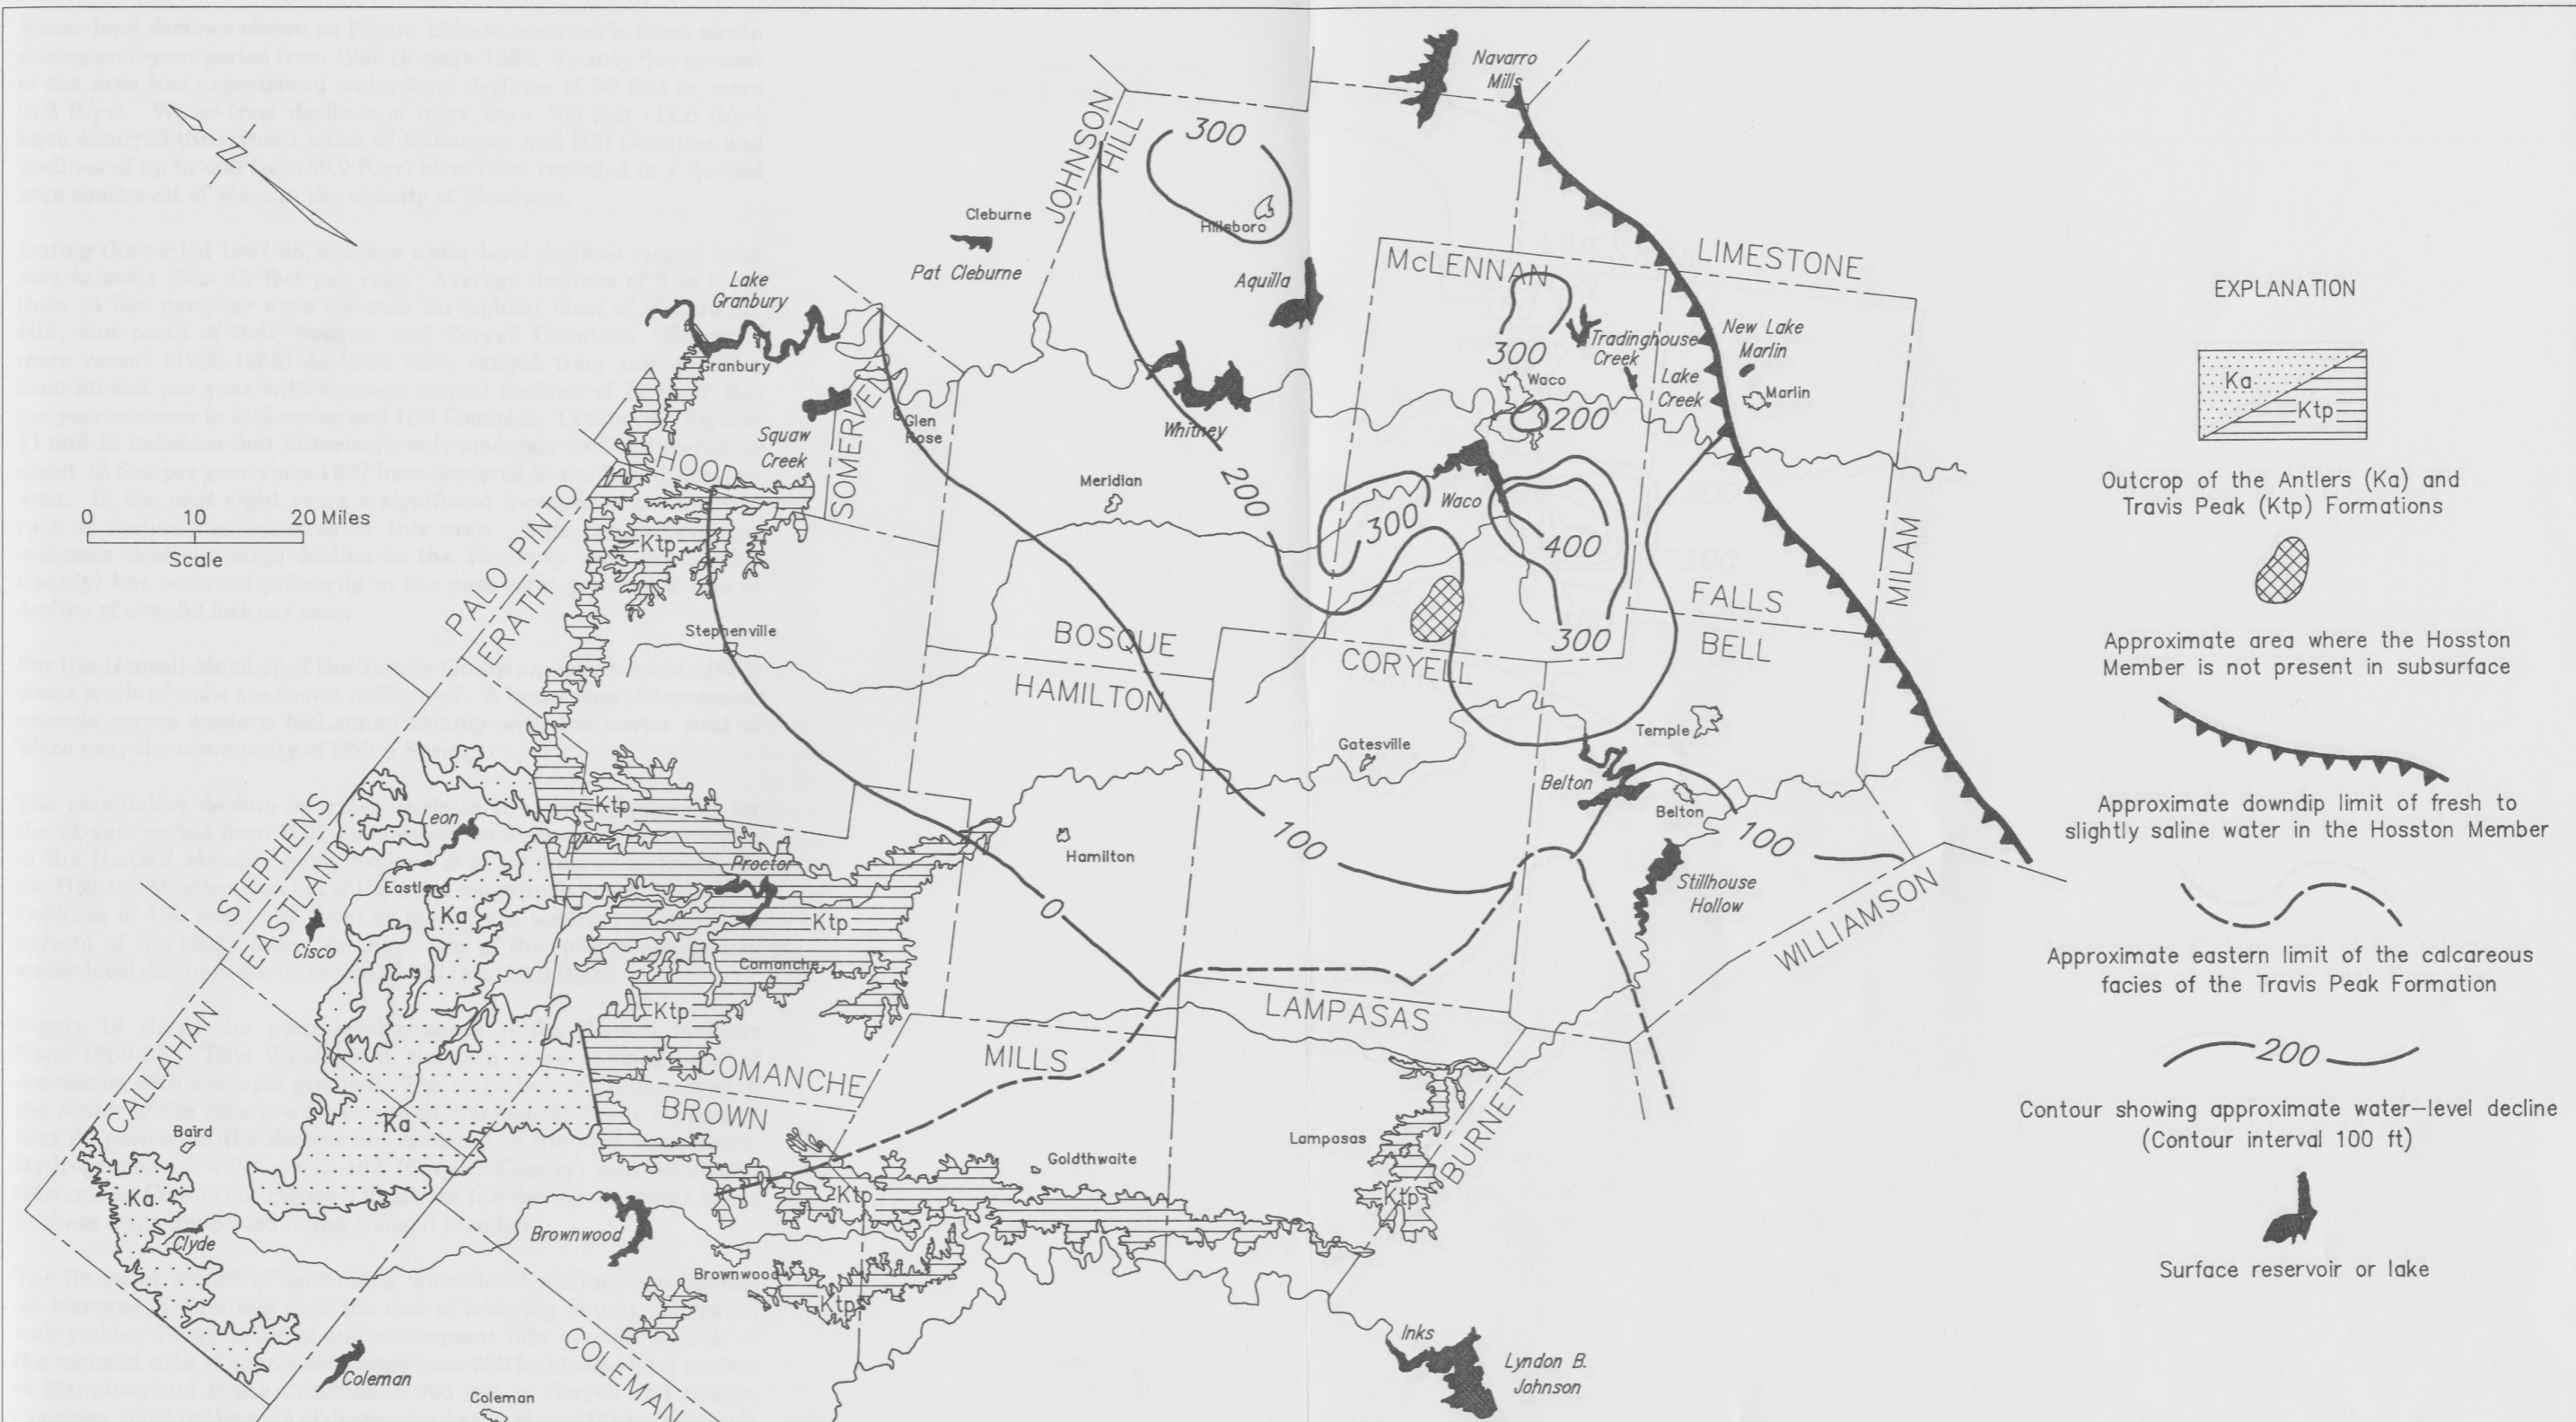 Navarro
Mills
JOHNSON
HILL
300
N
Cleburne
Pat Cleburne
Hillsboro
McLENNAN
LIMESTONE
Lake
Granbury
Aquilla
EXPLANATION
Granbury
300
Tradinghouse
Creek
New Lake
Marlin
Waco
Lake
Creek
Marlin
Ka
Ktp
SOMERVELL
Glen
Rose
Whitney
200
Squaw
Creek
HOOD
Meridian
200
Waco
300
400
Outcrop of the Antlers (Ka) and
Travis Peak (Ktp) Formations
0 10 20 Miles
Scale
PALO PINTO
ERATH
Ktp
MILAM
FALLS
BELL
Stephenville
BOSQUE
HAMILTON
CORYELL
300
Approximate area where the Hosston
Member is not present in subsurface
Temple
Gatesville
Belton
Belton
100
100
Ktp
STEPHENS
EASTLAND
Leon
Hamilton
Approximate downdip limit of fresh to
slightly saline water in the Hosston Member
Proctor
Eastland
Ka
Ktp
0
Stillhouse
Hollow
WILLIAMSON
Cisco
Comanche
Approximate eastern limit of the calcareous
facies of the Travis Peak Formation
Ktp
LAMPASAS
CALLAHAN
COMANCHE
BROWN
MILLS
200
Contour showing approximate water-level decline
(Contour interval 100 ft)
Ka
Baird
Lampasas
BURNET
Goldthwaite
Ka
Ktp
Ktp
Clyde
Brownwood
Brownwood
Ktp
Surface reservoir or lake
COLEMAN
Coleman
Coleman
Inks
Lyndon B.
Johnson